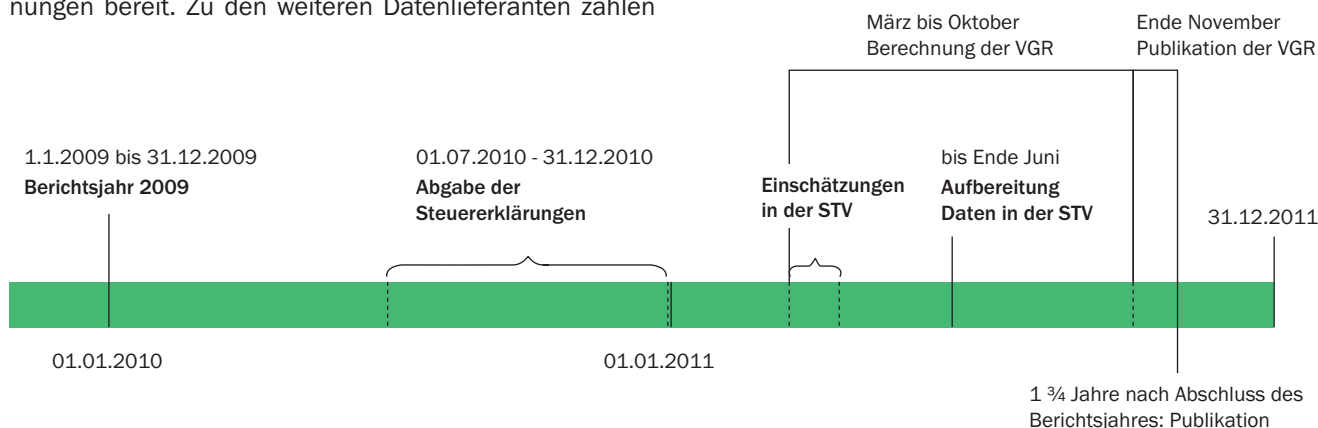 nungen bereit. Zu den weiteren Datenlieferanten zählen
März bis Oktober
Berechnung der VGR
Ende November
Publikation der VGR
1.1.2009 bis 31.12.2009
Berichtsjahr 2009
01.07.2010 - 31.12.2010
Abgabe der
Steuererklärungen
Einschätzungen
in der STV
bis Ende Juni
Aufbereitung
Daten in der STV
31.12.2011
01.01.2010
01.01.2011
1 ¾ Jahre nach Abschluss des
Berichtsjahres: Publikation